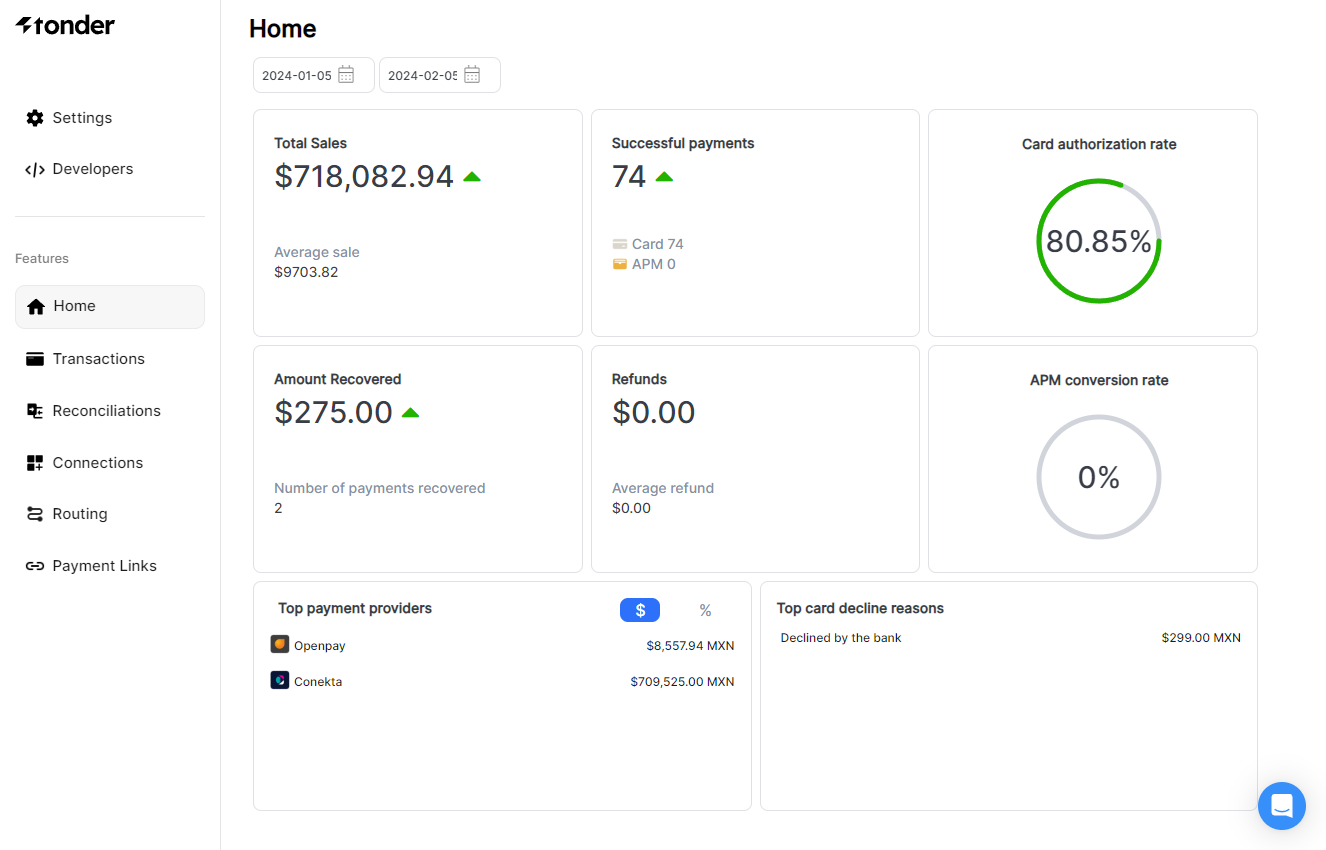 tonder
Home
2024-01-05
2024-02-05
Settings
Developers
Features
Home
Transactions
Reconciliations
Connections
Routing
Payment Links
Total Sales
$718,082.94
Average sale
$9703.82
Successful payments
74
Card 74
APM 0
Card authorization rate
80.85%
Amount Recovered
$275.00
Number of payments recovered
2
Refunds
$0.00
Average refund
$0.00
APM conversion rate
0%
Top payment providers
$ %
Openpay $8,557.94 MXN
Conekta $709,525.00 MXN
Top card decline reasons
Declined by the bank $299.00 MXN